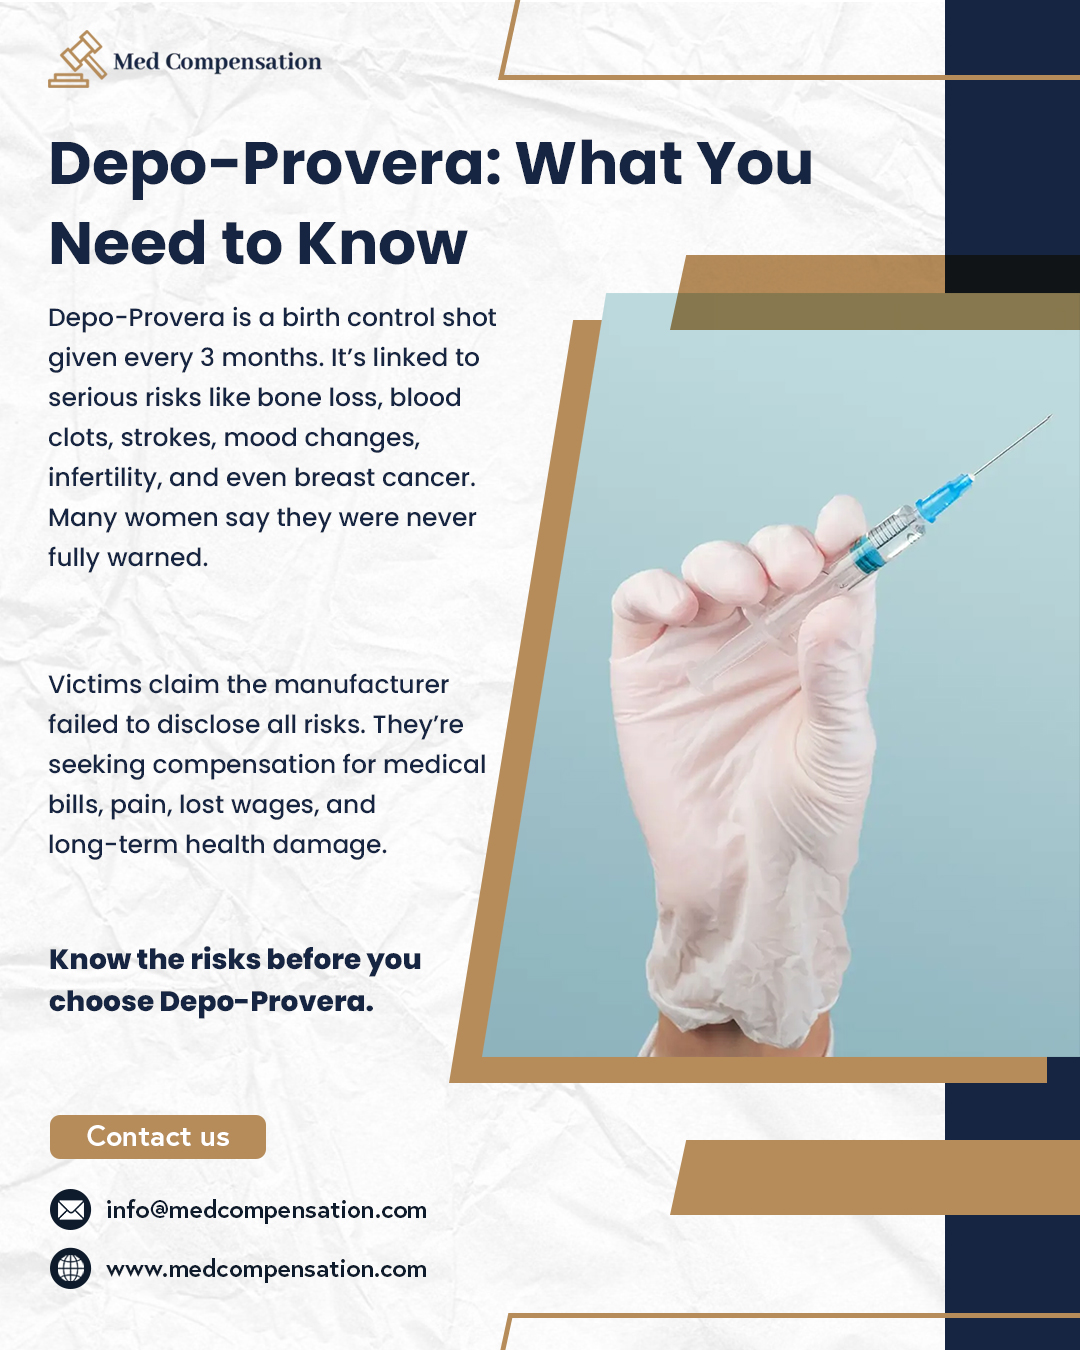 Med Compensation
Depo-Provera: What You
Need to Know
Depo-Provera is a birth control shot
given every 3 months. It’s linked to
serious risks like bone loss, blood
clots, strokes, mood changes,
infertility, and even breast cancer.
Many women say they were never
fully warned.
Victims claim the manufacturer
failed to disclose all risks. They’re
seeking compensation for medical
bills, pain, lost wages, and
long-term health damage.
Know the risks before you
choose Depo-Provera.
Contact us
info@medcompensation.com
www.medcompensation.com